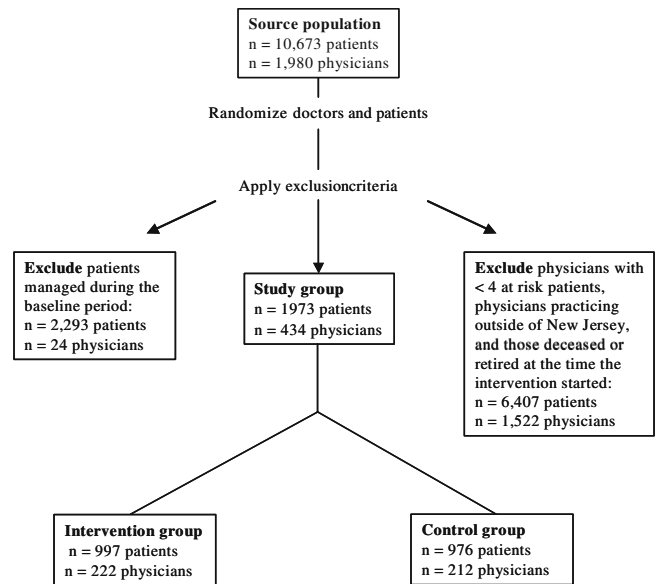 Source population
n = 10,673 patients
n = 1,980 physicians
Randomize doctors and patients
Apply exclusioncriteria
Exclude patients
managed during the
baseline period:
n = 2,293 patients
n = 24 physicians
Study group
n = 1973 patients
n = 434 physicians
Exclude physicians with
< 4 at risk patients,
physicians practicing
outside of New Jersey,
and those deceased or
retired at the time the
intervention started:
n = 6,407 patients
n = 1,522 physicians
Intervention group
n = 997 patients
n = 222 physicians
Control group
n = 976 patients
n = 212 physicians